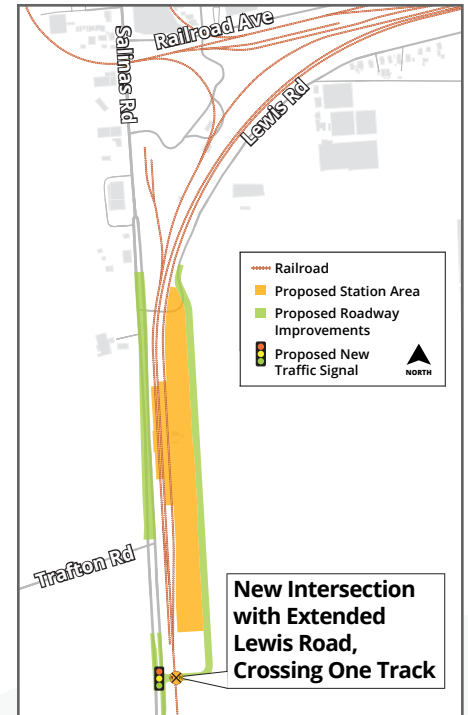 Railroad Ave
Salinas Rd
Lewis Rd
Railroad
Proposed Station Area
Proposed Roadway
Improvements
Proposed New
Traffic Signal
NORTH
Trafton Rd
New Intersection
with Extended
Lewis Road,
Crossing One Track